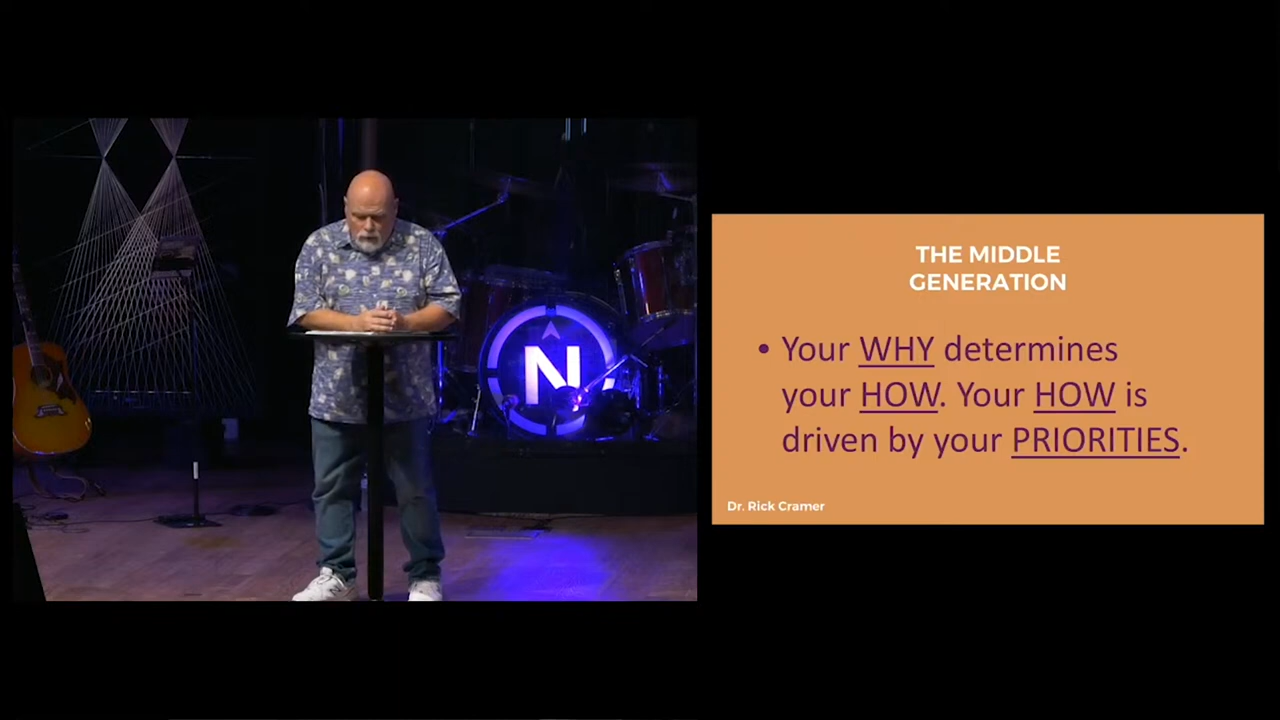 N
THE MIDDLE
GENERATION
• Your WHY determines
your HOW. Your HOW is
driven by your PRIORITIES.
Dr. Rick Cramer